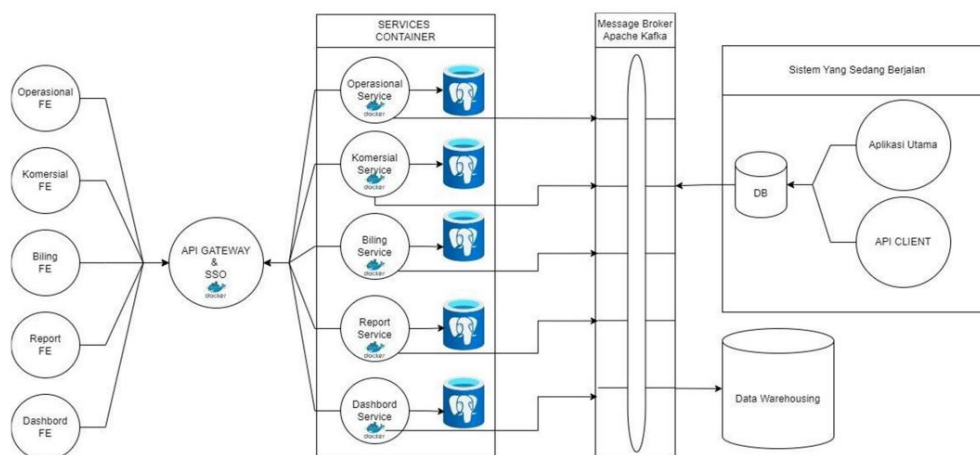 SERVICES
CONTAINER
Message Broker
Apache Kafka
Sistem Yang Sedang Berjalan
Operasional
FE
Komersial
FE
Biling
FE
Report
FE
Dashbord
FE
API GATEWAY
&
SSO
docker
Operasional
Service
docker
Komersial
Service
docker
Biling
Service
docker
Report
Service
docker
Dashbord
Service
docker
DB
Aplikasi Utama
API CLIENT
Data Warehousing